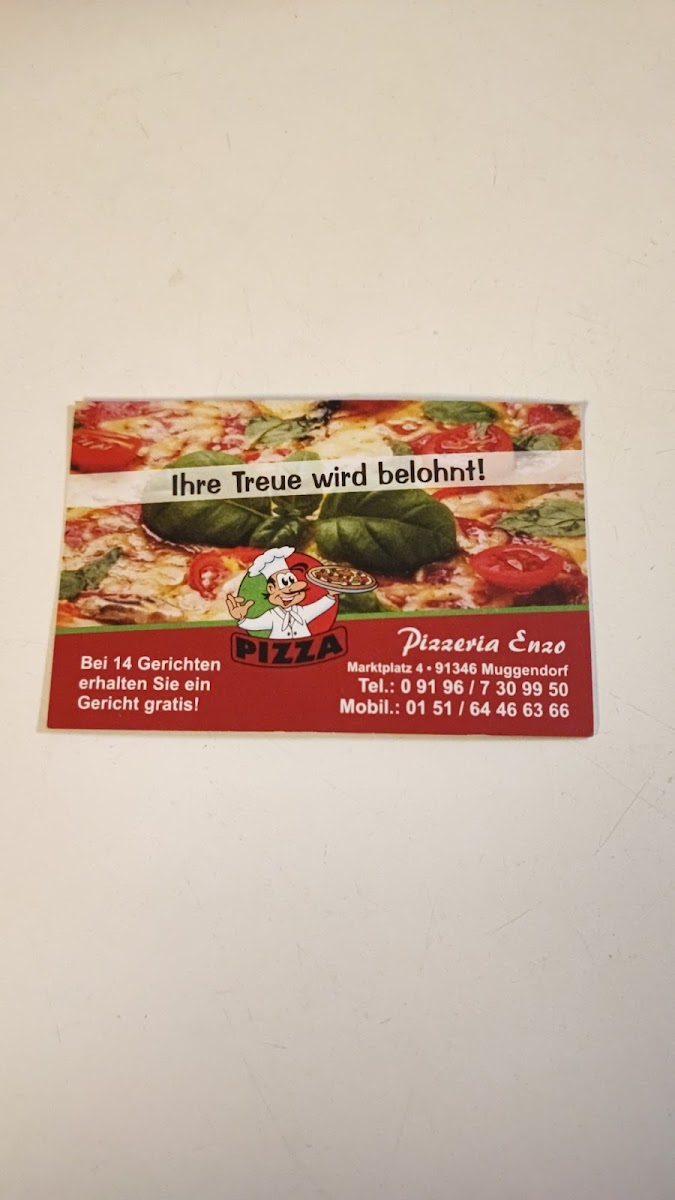 Ihre Treue wird belohnt!
PIZZA
Bei 14 Gerichten
erhalten Sie ein
Gericht gratis!
Pizzeria Enzo
Marktplatz 4 • 91346 Muggendorf
Tel.: 0 91 96 / 7 30 99 50
Mobil.: 01 51 / 64 46 63 66